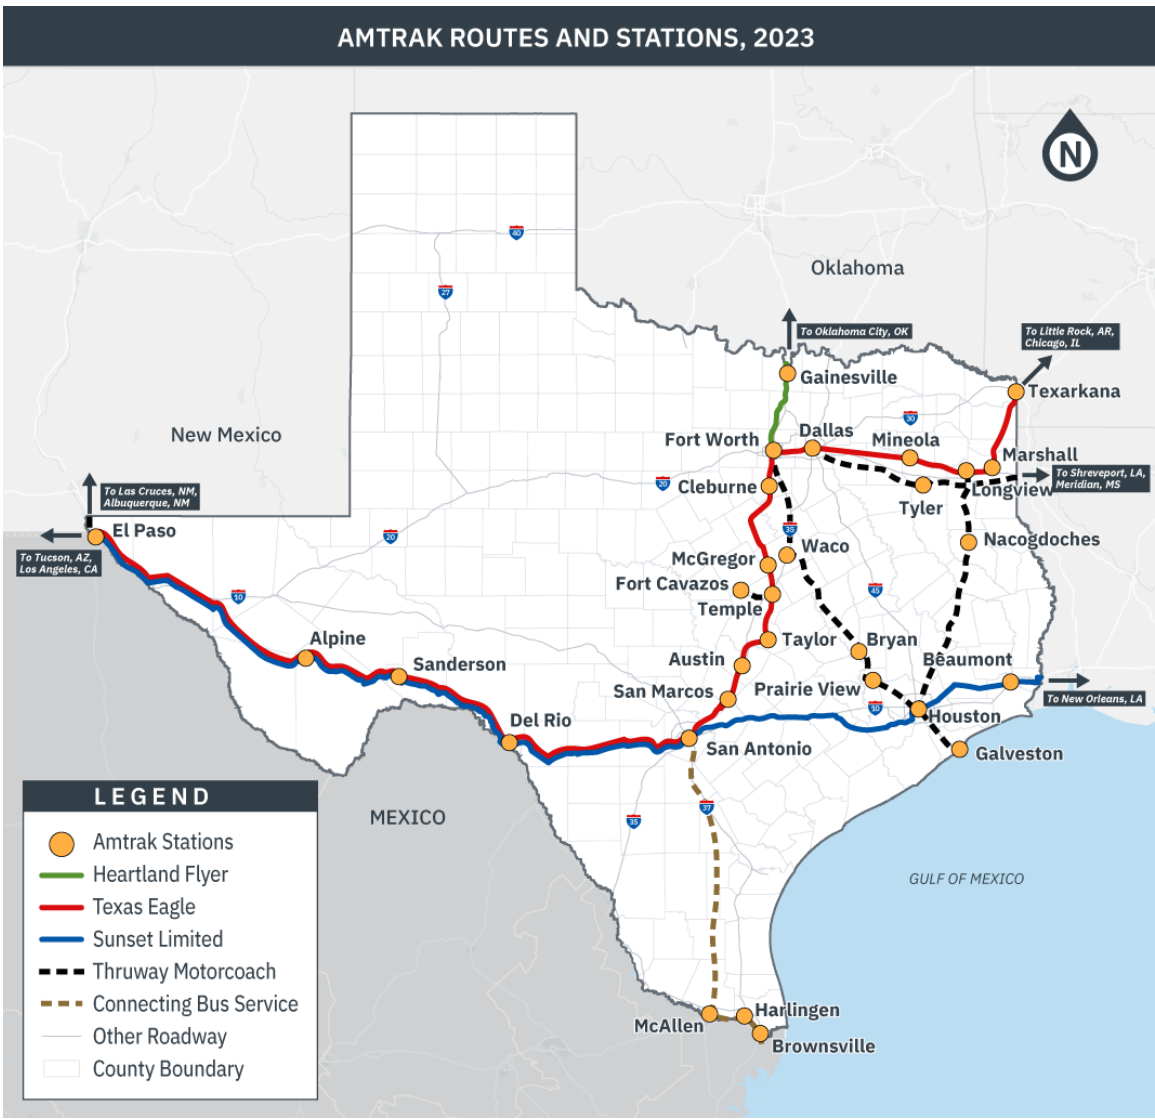 AMTRAK ROUTES AND STATIONS, 2023
N
40
27
Oklahoma
To Oklahoma City, OK
To Little Rock, AR,
Chicago, IL
Gainesville
Texarkana
30
New Mexico
Fort Worth
Dallas
Mineola
Marshall
To Shreveport, LA,
Meridian, MS
20
Cleburne
Longview
Tyler
To Las Cruces, NM,
Albuquerque, NM
El Paso
To Tucson, AZ,
Los Angeles, CA
20
35
Nacogdoches
McGregor
Waco
Fort Cavazos
Temple
45
10
Alpine
Taylor
Bryan
Sanderson
Austin
Beaumont
San Marcos
Prairie View
To New Orleans, LA
10
Houston
Del Rio
San Antonio
Galveston
LEGEND
Amtrak Stations
Heartland Flyer
Texas Eagle
Sunset Limited
Thruway Motorcoach
Connecting Bus Service
Other Roadway
County Boundary
MEXICO
35
37
GULF OF MEXICO
McAllen
Harlingen
Brownsville